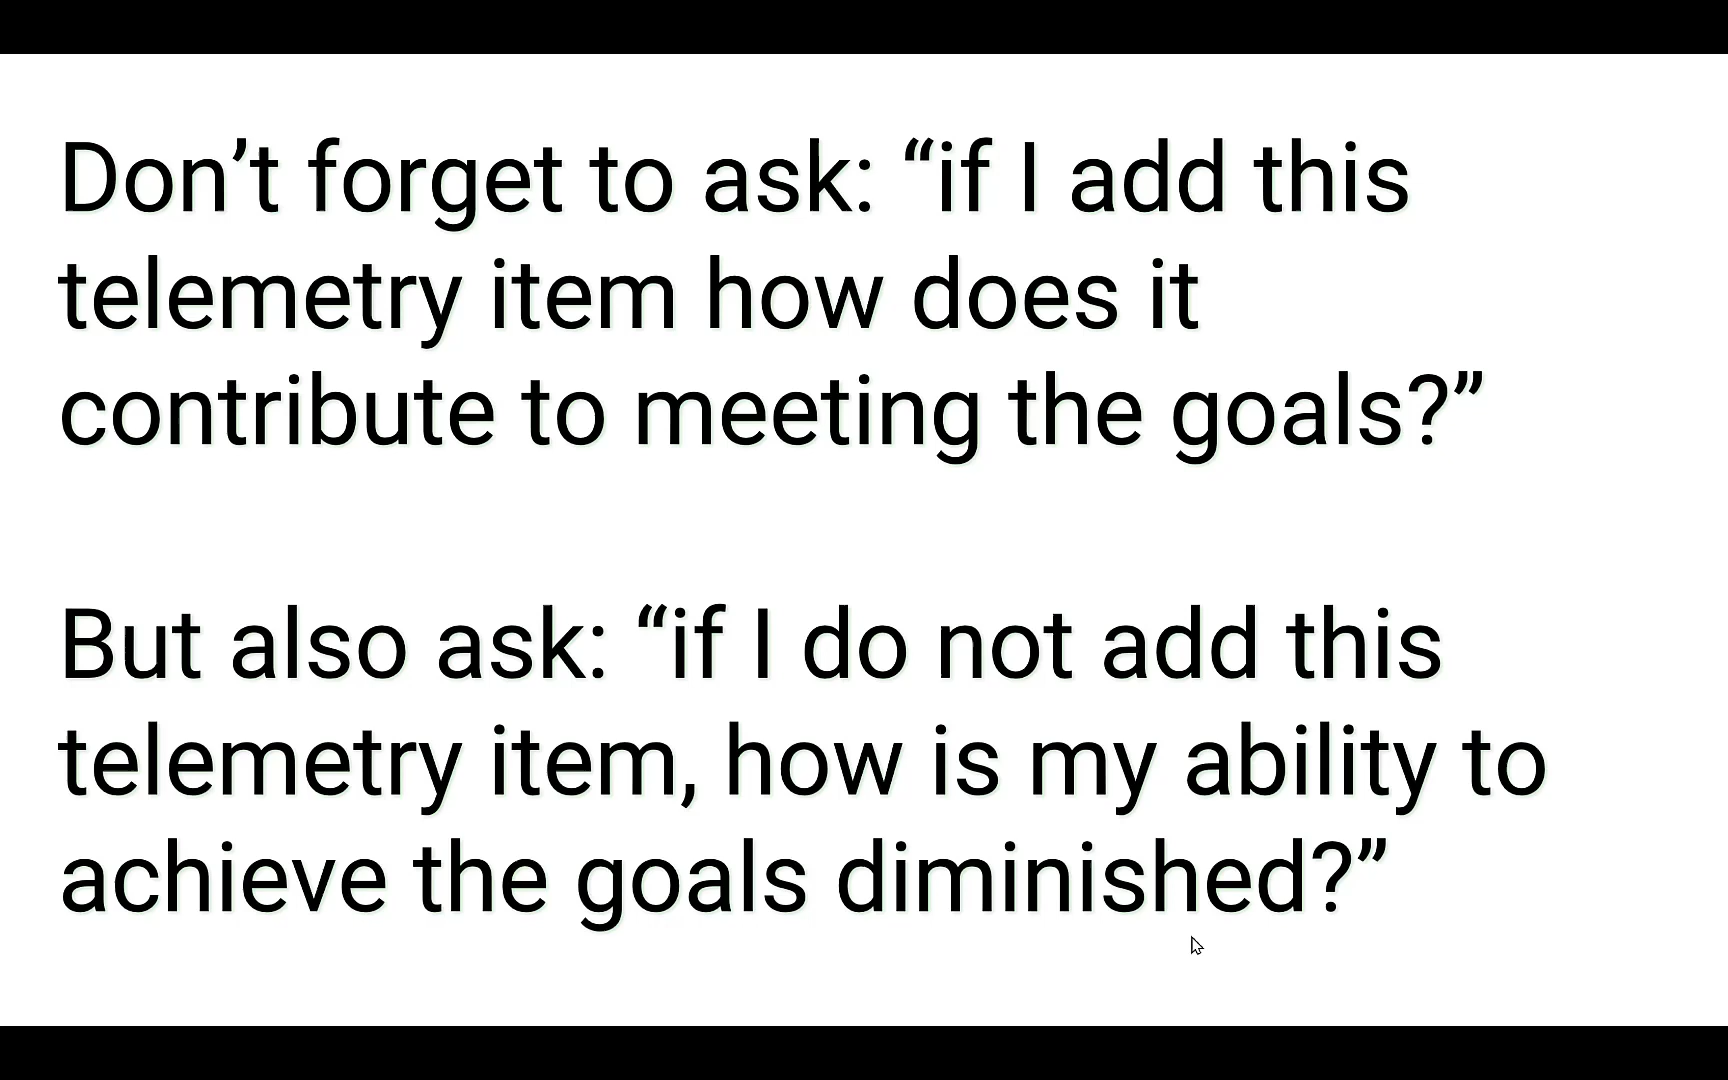 Don’t forget to ask: “if I add this
telemetry item how does it
contribute to meeting the goals?”
But also ask: “if I do not add this
telemetry item, how is my ability to
achieve the goals diminished?”